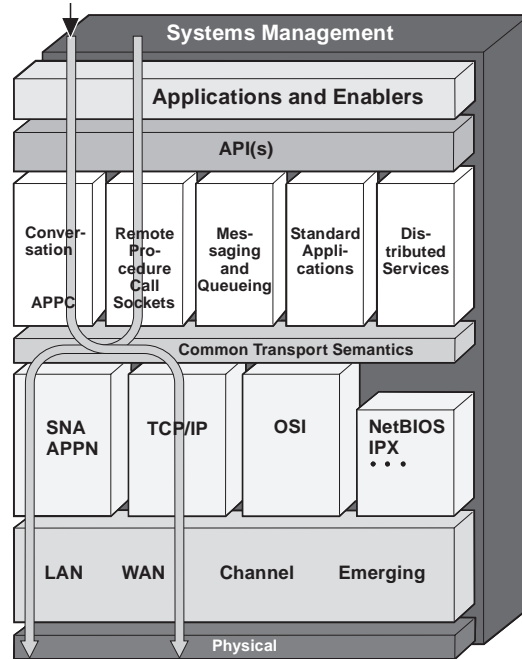 Systems Management
Applications and Enablers
API(s)
Conver-
sation
APPC
Remote
Pro-
cedure
Call
Sockets
Mes-
saging
and
Queueing
Standard
Appli-
cations
Dis-
tributed
Services
Common Transport Semantics
SNA
APPN
TCP/IP
OSI
NetBIOS
IPX
• • •
LAN WAN Channel Emerging
Physical